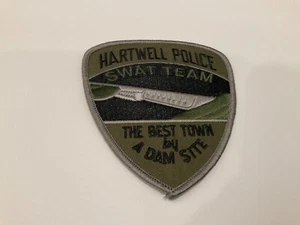 HARTWELL POLICE
SWAT TEAM
THE BEST TOWN
by
A DAM SITE